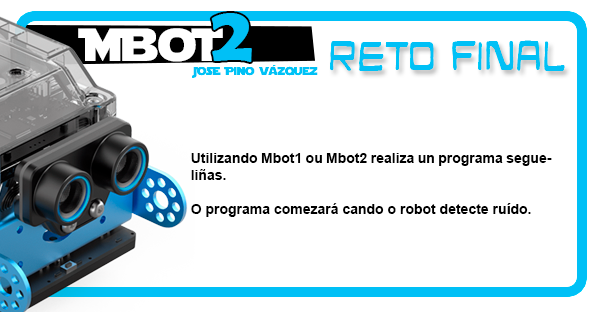 MBOT2
JOSE PINO VÁZQUEZ
RETO FINAL
Utilizando Mbot1 ou Mbot2 realiza un programa segue-
liñas.
O programa comezará cando o robot detecte ruído.